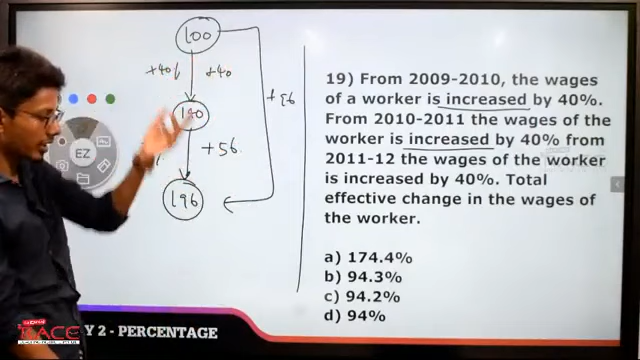 100
+40%
+40
140
+56
+96
196
EZ
19) From 2009-2010, the wages
of a worker is increased by 40%.
From 2010-2011 the wages of the
worker is increased by 40% from
2011-12 the wages of the worker
is increased by 40%. Total
effective change in the wages of
the worker.
a) 174.4%
b) 94.3%
c) 94.2%
d) 94%
RACE
Y 2 - PERCENTAGE